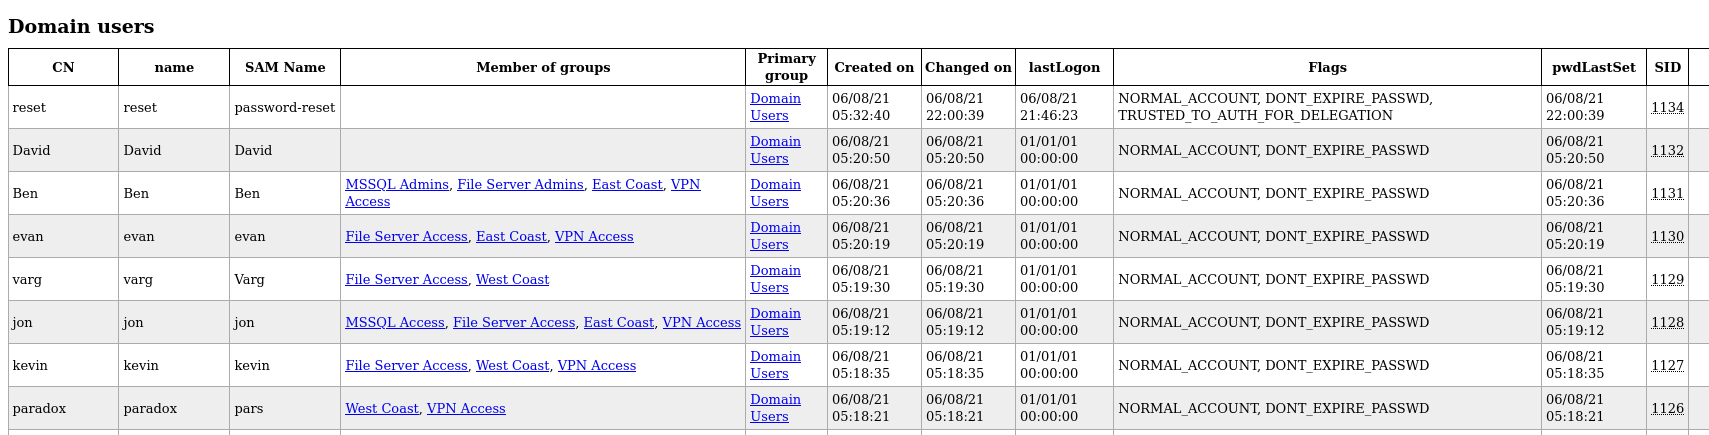 Domain users
CN name SAM Name Member of groups Primary group Created on Changed on lastLogon Flags pwdLastSet SID
reset reset password-reset Domain Users 06/08/21 05:32:40 06/08/21 22:00:39 06/08/21 21:46:23 NORMAL_ACCOUNT, DONT_EXPIRE_PASSWD, TRUSTED_TO_AUTH_FOR_DELEGATION 06/08/21 22:00:39 1134
David David David Domain Users 06/08/21 05:20:50 06/08/21 05:20:50 01/01/01 00:00:00 NORMAL_ACCOUNT, DONT_EXPIRE_PASSWD 06/08/21 05:20:50 1132
Ben Ben Ben MSSQL Admins, File Server Admins, East Coast, VPN Access Domain Users 06/08/21 05:20:36 06/08/21 05:20:36 01/01/01 00:00:00 NORMAL_ACCOUNT, DONT_EXPIRE_PASSWD 06/08/21 05:20:36 1131
evan evan evan File Server Access, East Coast, VPN Access Domain Users 06/08/21 05:20:19 06/08/21 05:20:19 01/01/01 00:00:00 NORMAL_ACCOUNT, DONT_EXPIRE_PASSWD 06/08/21 05:20:19 1130
varg varg Varg File Server Access, West Coast Domain Users 06/08/21 05:19:30 06/08/21 05:19:30 01/01/01 00:00:00 NORMAL_ACCOUNT, DONT_EXPIRE_PASSWD 06/08/21 05:19:30 1129
jon jon jon MSSQL Access, File Server Access, East Coast, VPN Access Domain Users 06/08/21 05:19:12 06/08/21 05:19:12 01/01/01 00:00:00 NORMAL_ACCOUNT, DONT_EXPIRE_PASSWD 06/08/21 05:19:12 1128
kevin kevin kevin File Server Access, West Coast, VPN Access Domain Users 06/08/21 05:18:35 06/08/21 05:18:35 01/01/01 00:00:00 NORMAL_ACCOUNT, DONT_EXPIRE_PASSWD 06/08/21 05:18:35 1127
paradox paradox pars West Coast, VPN Access Domain Users 06/08/21 05:18:21 06/08/21 05:18:21 01/01/01 00:00:00 NORMAL_ACCOUNT, DONT_EXPIRE_PASSWD 06/08/21 05:18:21 1126